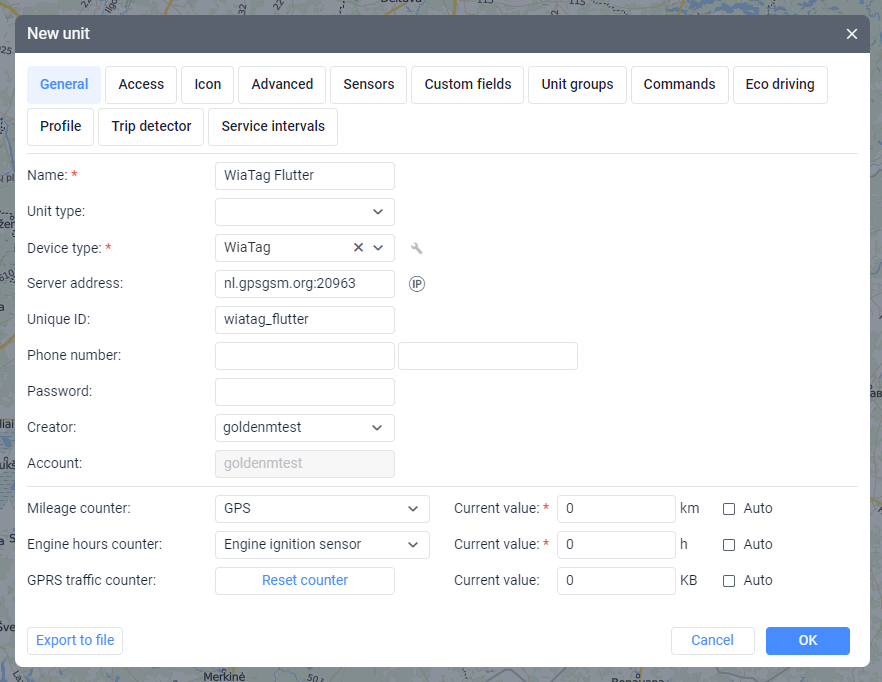 New unit
General Access Icon Advanced Sensors Custom fields Unit groups Commands Eco driving
Profile Trip detector Service intervals
Name: * WiaTag Flutter
Unit type:
Device type: * WiaTag
Server address: nl.gpsgsm.org:20963 IP
Unique ID: wiatag_flutter
Phone number:
Password:
Creator: goldenmtest
Account: goldenmtest
Mileage counter: GPS Current value: * 0 km Auto
Engine hours counter: Engine ignition sensor Current value: * 0 h Auto
GPRS traffic counter: Reset counter Current value: 0 KB Auto
Export to file Cancel OK
Merkinė